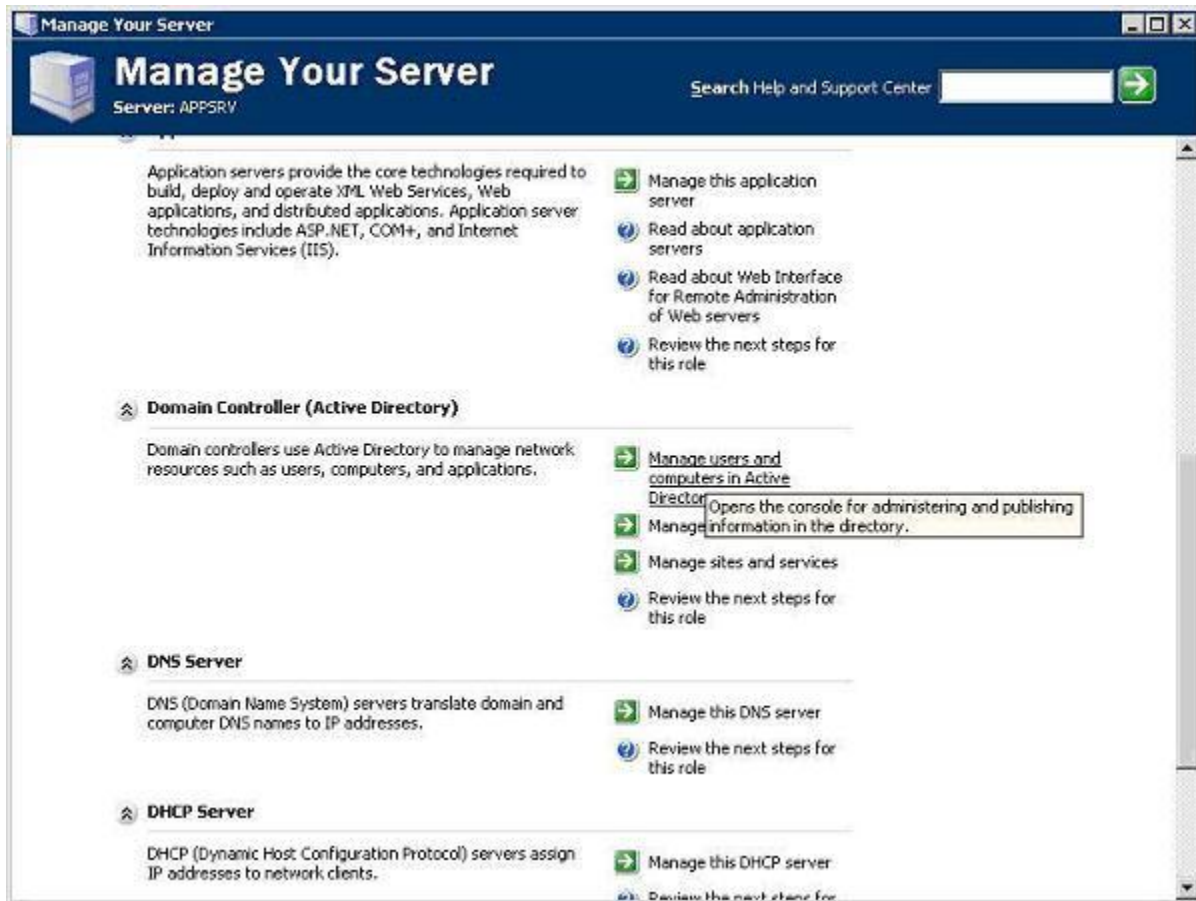 Manage Your Server
Manage Your Server
Server: APPSRV
Search Help and Support Center
Application servers provide the core technologies required to
build, deploy and operate XML Web Services, Web
applications, and distributed applications. Application server
technologies include ASP.NET, COM+, and Internet
Information Services (IIS).
Manage this application
server
Read about application
servers
Read about Web Interface
for Remote Administration
of Web servers
Review the next steps for
this role
Domain Controller (Active Directory)
Domain controllers use Active Directory to manage network
resources such as users, computers, and applications.
Manage users and
computers in Active
Director
Opens the console for administering and publishing
information in the directory.
Manage
Manage sites and services
Review the next steps for
this role
DNS Server
DNS (Domain Name System) servers translate domain and
computer DNS names to IP addresses.
Manage this DNS server
Review the next steps for
this role
DHCP Server
DHCP (Dynamic Host Configuration Protocol) servers assign
IP addresses to network clients.
Manage this DHCP server
Review the next steps for